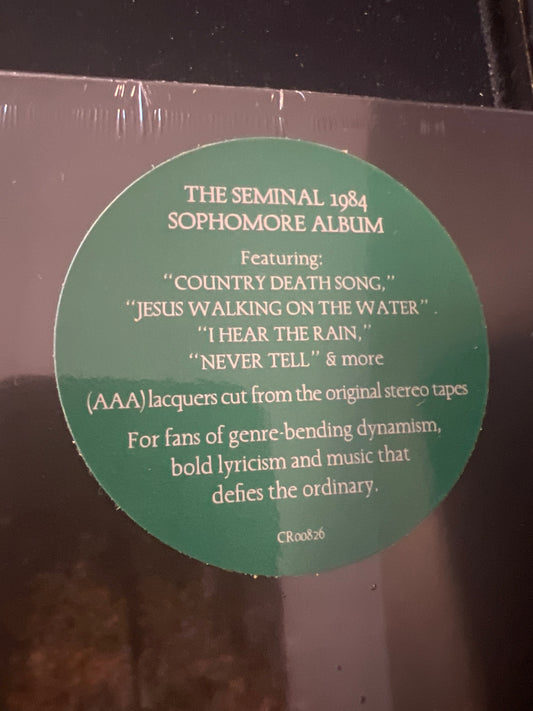 THE SEMINAL 1984
SOPHOMORE ALBUM
Featuring:
“COUNTRY DEATH SONG,”
“JESUS WALKING ON THE WATER”
“I HEAR THE RAIN,”
“NEVER TELL” & more
(AAA) lacquers cut from the original stereo tapes
For fans of genre-bending dynamism,
bold lyricism and music that
defies the ordinary.
CR00826